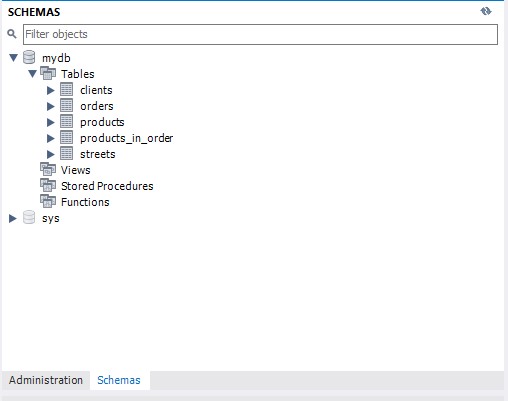 SCHEMAS
Filter objects
mydb
Tables
clients
orders
products
products_in_order
streets
Views
Stored Procedures
Functions
sys
Administration Schemas